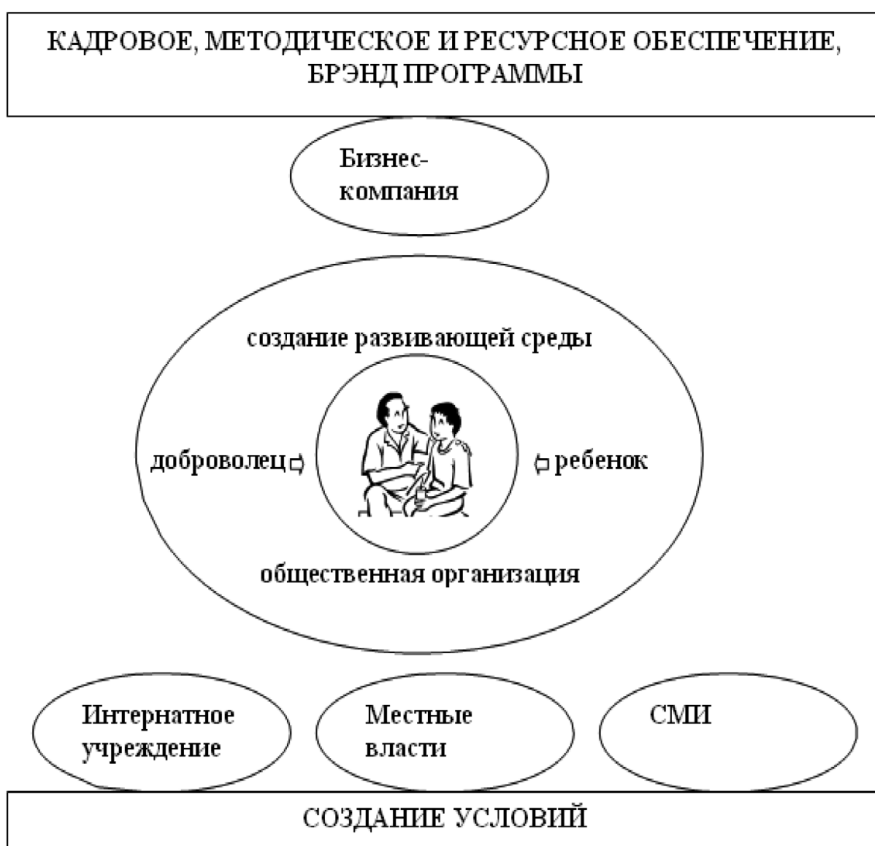 КАДРОВОЕ, МЕТОДИЧЕСКОЕ И РЕСУРСНОЕ ОБЕСПЕЧЕНИЕ,
БРЭНД ПРОГРАММЫ
Бизнес-
компания
создание развивающей среды
доброволец
ребенок
общественная организация
Интернатное
учреждение
Местные
власти
СМИ
СОЗДАНИЕ УСЛОВИЙ